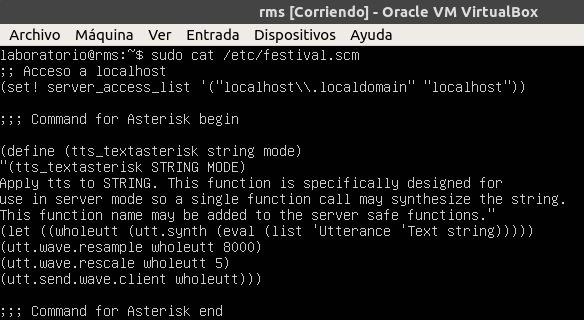 rms [Corriendo] - Oracle VM VirtualBox
Archivo Máquina Ver Entrada Dispositivos Ayuda
laboratorio@rms:~$ sudo cat /etc/festival.scm
;; Acceso a localhost
(set! server_access_list '("localhost\\.localdomain" "localhost"))
;;; Command for Asterisk begin
(define (tts_textasterisk string mode)
"(tts_textasterisk STRING MODE)
Apply tts to STRING. This function is specifically designed for
use in server mode so a single function call may synthesize the string.
This function name may be added to the server safe functions."
(let ((wholeutt (utt.synth (eval (list 'Utterance 'Text string)))))
(utt.wave.resample wholeutt 8000)
(utt.wave.rescale wholeutt 5)
(utt.send.wave.client wholeutt)))
;;; Command for Asterisk end